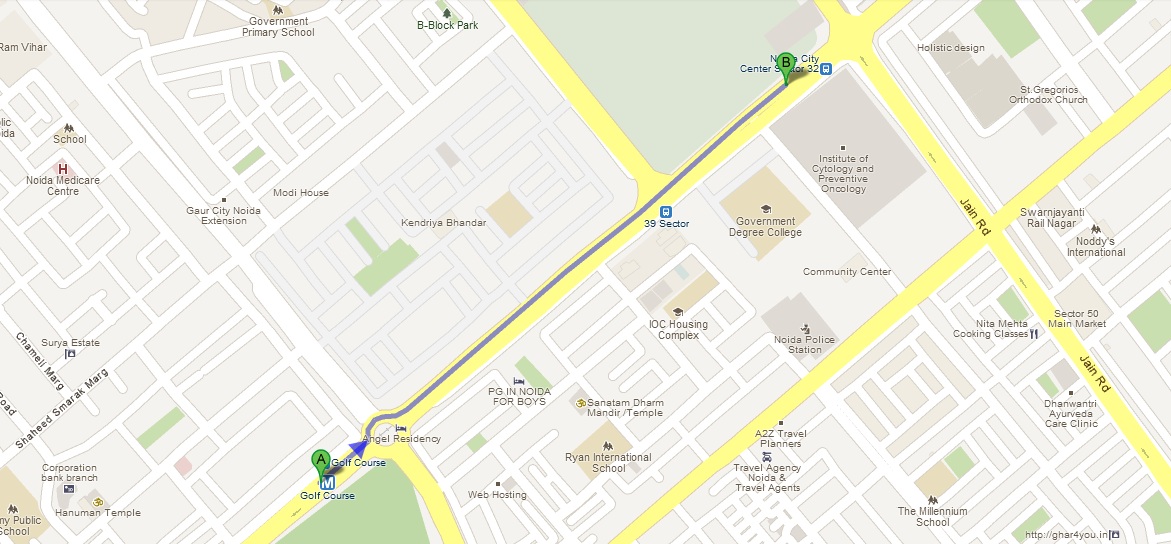 Government
Primary School
B-Block Park
Ram Vihar
School
H
Noida Medicare
Centre
Modi House
Gaur City Noida
Extension
Kendriya Bhandar
B
City
Center Sector 32
Holistic design
St.Gregorios
Orthodox Church
Institute of
Cytology and
Preventive
Oncology
Jain Rd
39 Sector
Government
Degree College
Swarnjayanti
Rail Nagar
Noddy's
International
Community Center
IOC Housing
Complex
Noida Police
Station
Nita Mehta
Cooking Classes
Sector 50
Main Market
Jain Rd
Surya Estate
Chameli Marg
Shaheed Smarak Marg
Road
PG IN NOIDA
FOR BOYS
Sanatam Dharm
Mandir /Temple
Dhanwantri
Ayurveda
Care Clinic
Angel Residency
A2Z Travel
Planners
A
Golf Course
M
Golf Course
Ryan International
School
Travel Agency
Noida &
Travel Agents
Corporation
bank branch
Hanuman Temple
my Public
School
Web Hosting
The Millennium
School
http://ghar4you.in